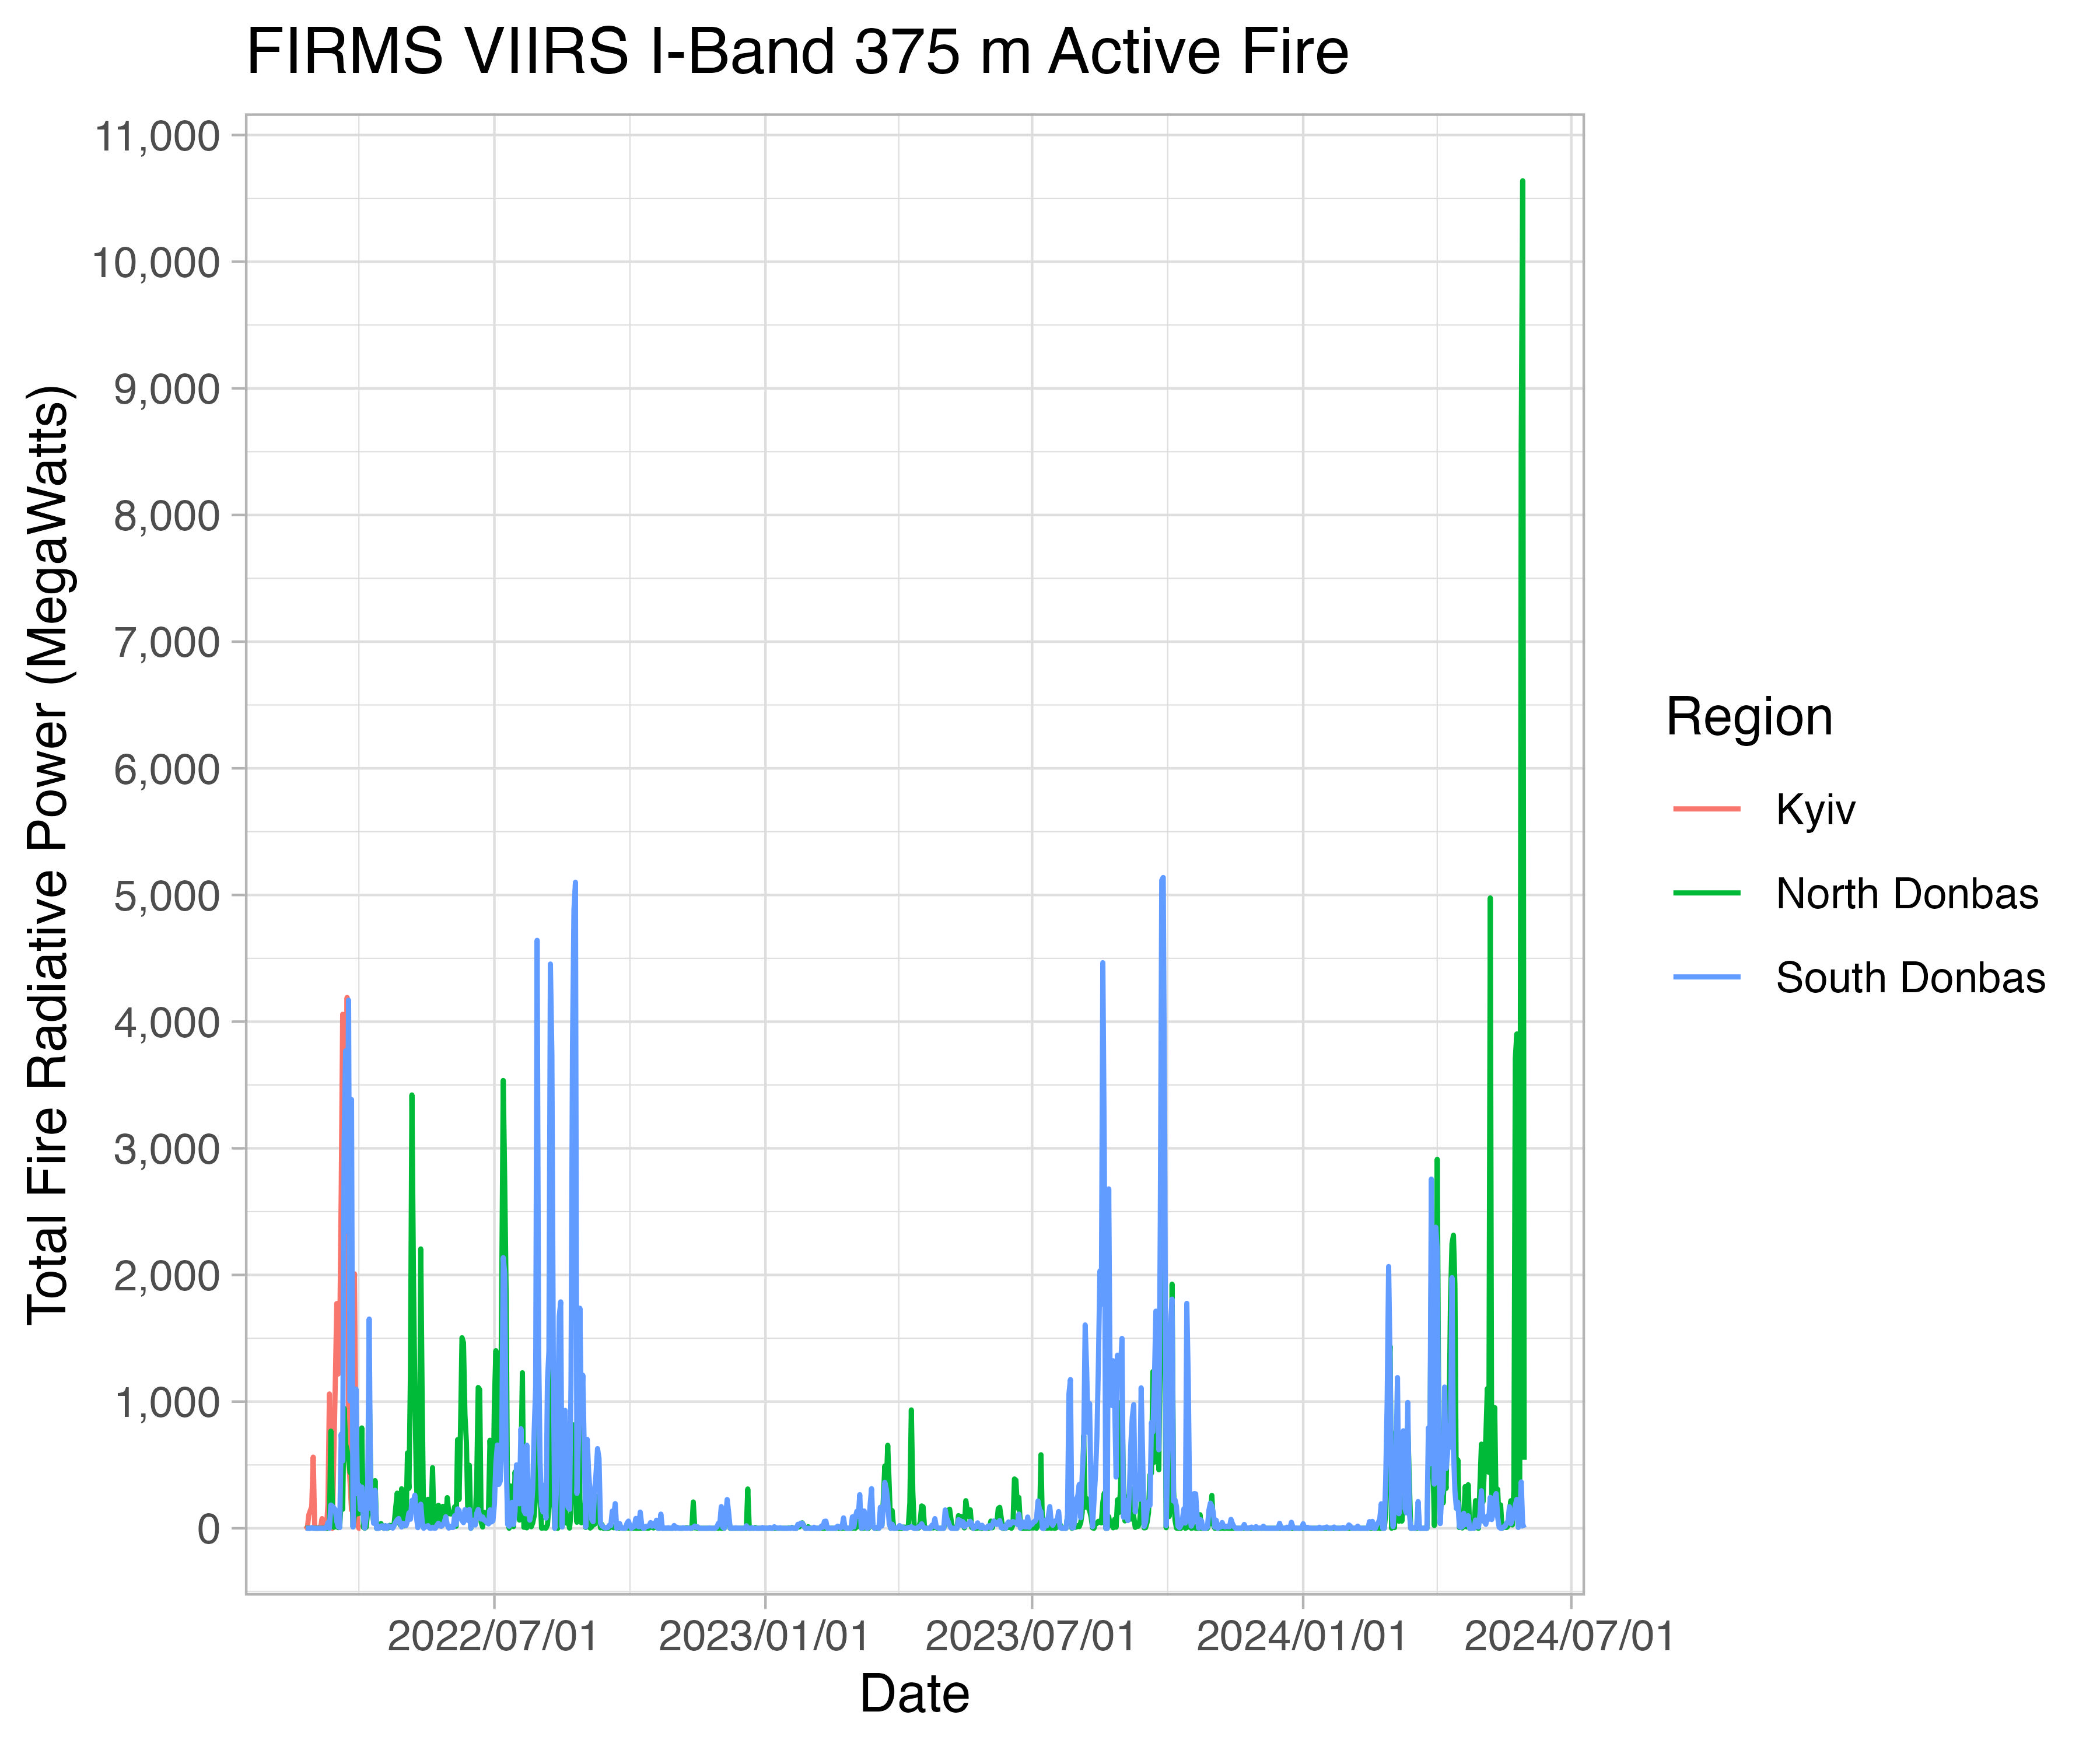 FIRMS VIIRS I-Band 375 m Active Fire
Total Fire Radiative Power (MegaWatts)
11,000
10,000
9,000
8,000
7,000
6,000
5,000
4,000
3,000
2,000
1,000
0
2022/07/01
2023/01/01
2023/07/01
2024/01/01
2024/07/01
Date
Region
Kyiv
North Donbas
South Donbas